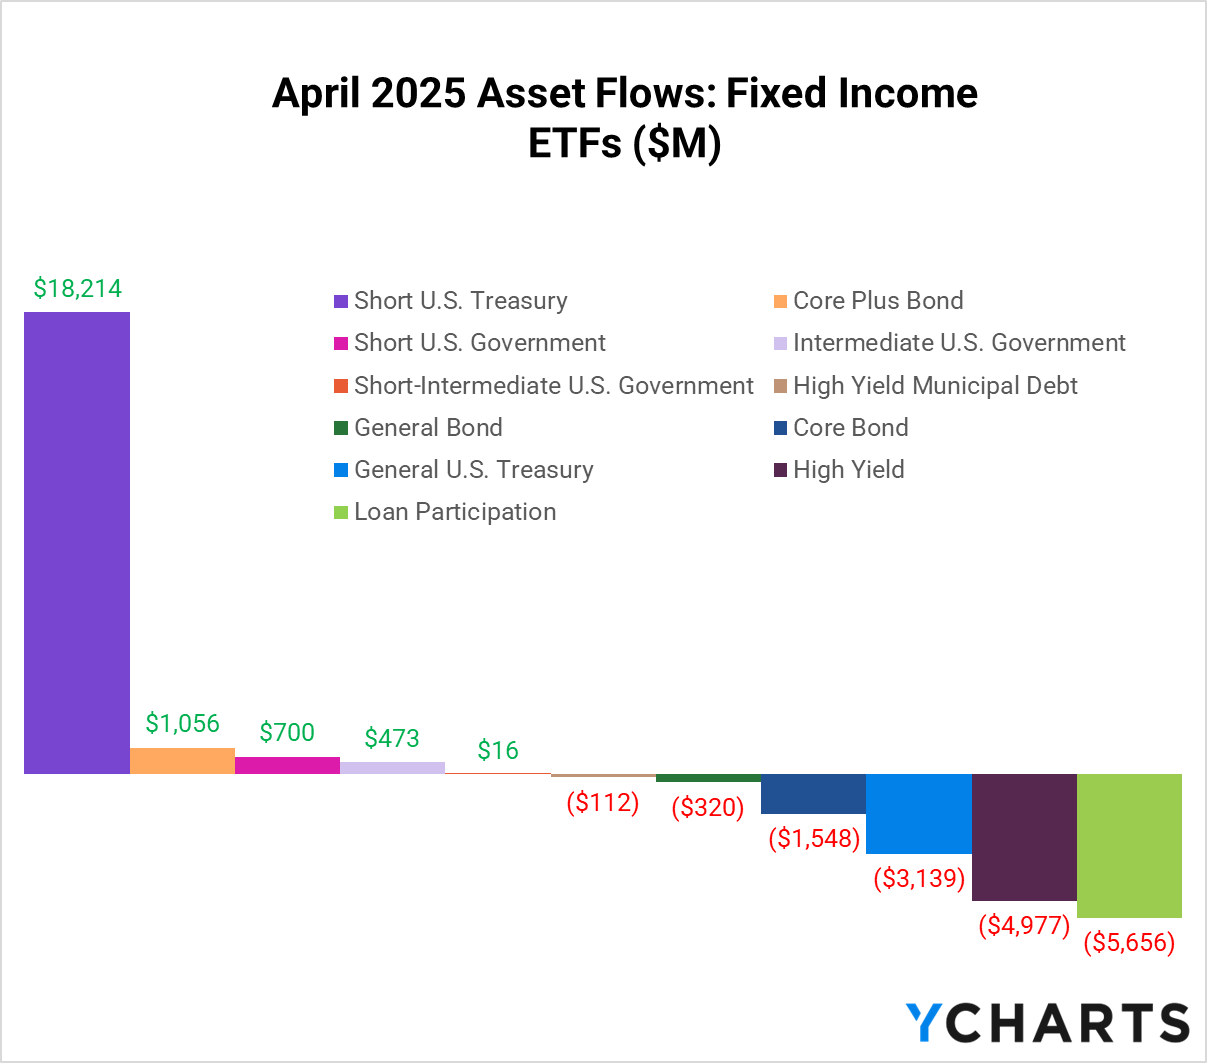 April 2025 Asset Flows: Fixed Income
ETFs ($M)
$18,214
Short U.S. Treasury
Core Plus Bond
Short U.S. Government
Intermediate U.S. Government
Short-Intermediate U.S. Government
High Yield Municipal Debt
General Bond
Core Bond
General U.S. Treasury
High Yield
Loan Participation
$1,056
$700
$473
$16
($112)
($320)
($1,548)
($3,139)
($4,977)
($5,656)
YCHARTS